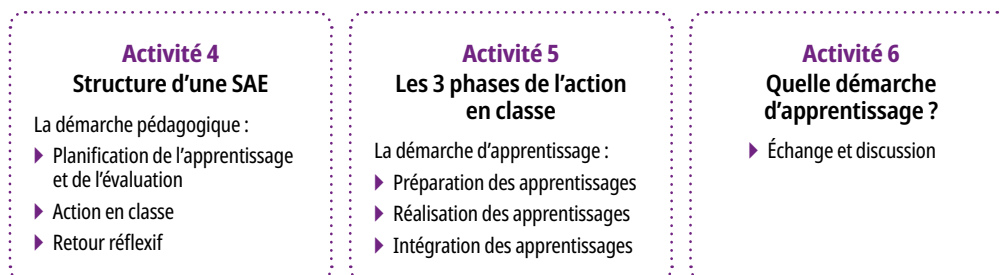 Activité 4
Structure d’une SAE
La démarche pédagogique :
Planification de l’apprentissage
et de l’évaluation
Action en classe
Retour réflexif
Activité 5
Les 3 phases de l’action
en classe
La démarche d’apprentissage :
Préparation des apprentissages
Réalisation des apprentissages
Intégration des apprentissages
Activité 6
Quelle démarche
d’apprentissage ?
Échange et discussion